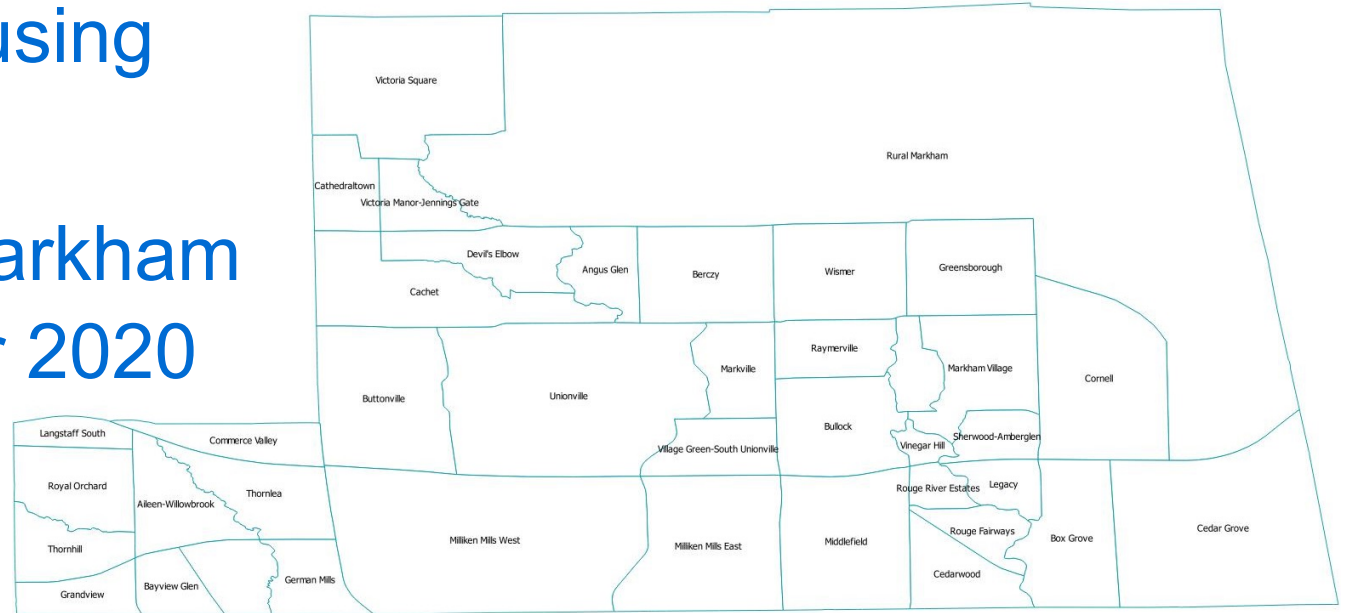 using
arkham
r 2020
Victoria Square
Rural Markham
Cathedraltown
Victoria Manor-Jennings Gate
Devil's Elbow
Angus Glen
Berczy
Wismer
Greensborough
Cachet
Raymerville
Markville
Markham Village
Cornell
Buttonville
Unionville
Bullock
Langstaff South
Commerce Valley
Village Green-South Unionville
Vinegar Hill
Sherwood-Amberglen
Royal Orchard
Aileen-Willowbrook
Thornlea
Rouge River Estates
Legacy
Thornhill
Milliken Mills West
Milliken Mills East
Middlefield
Rouge Fairways
Box Grove
Cedar Grove
Grandview
Bayview Glen
German Mills
Cedarwood